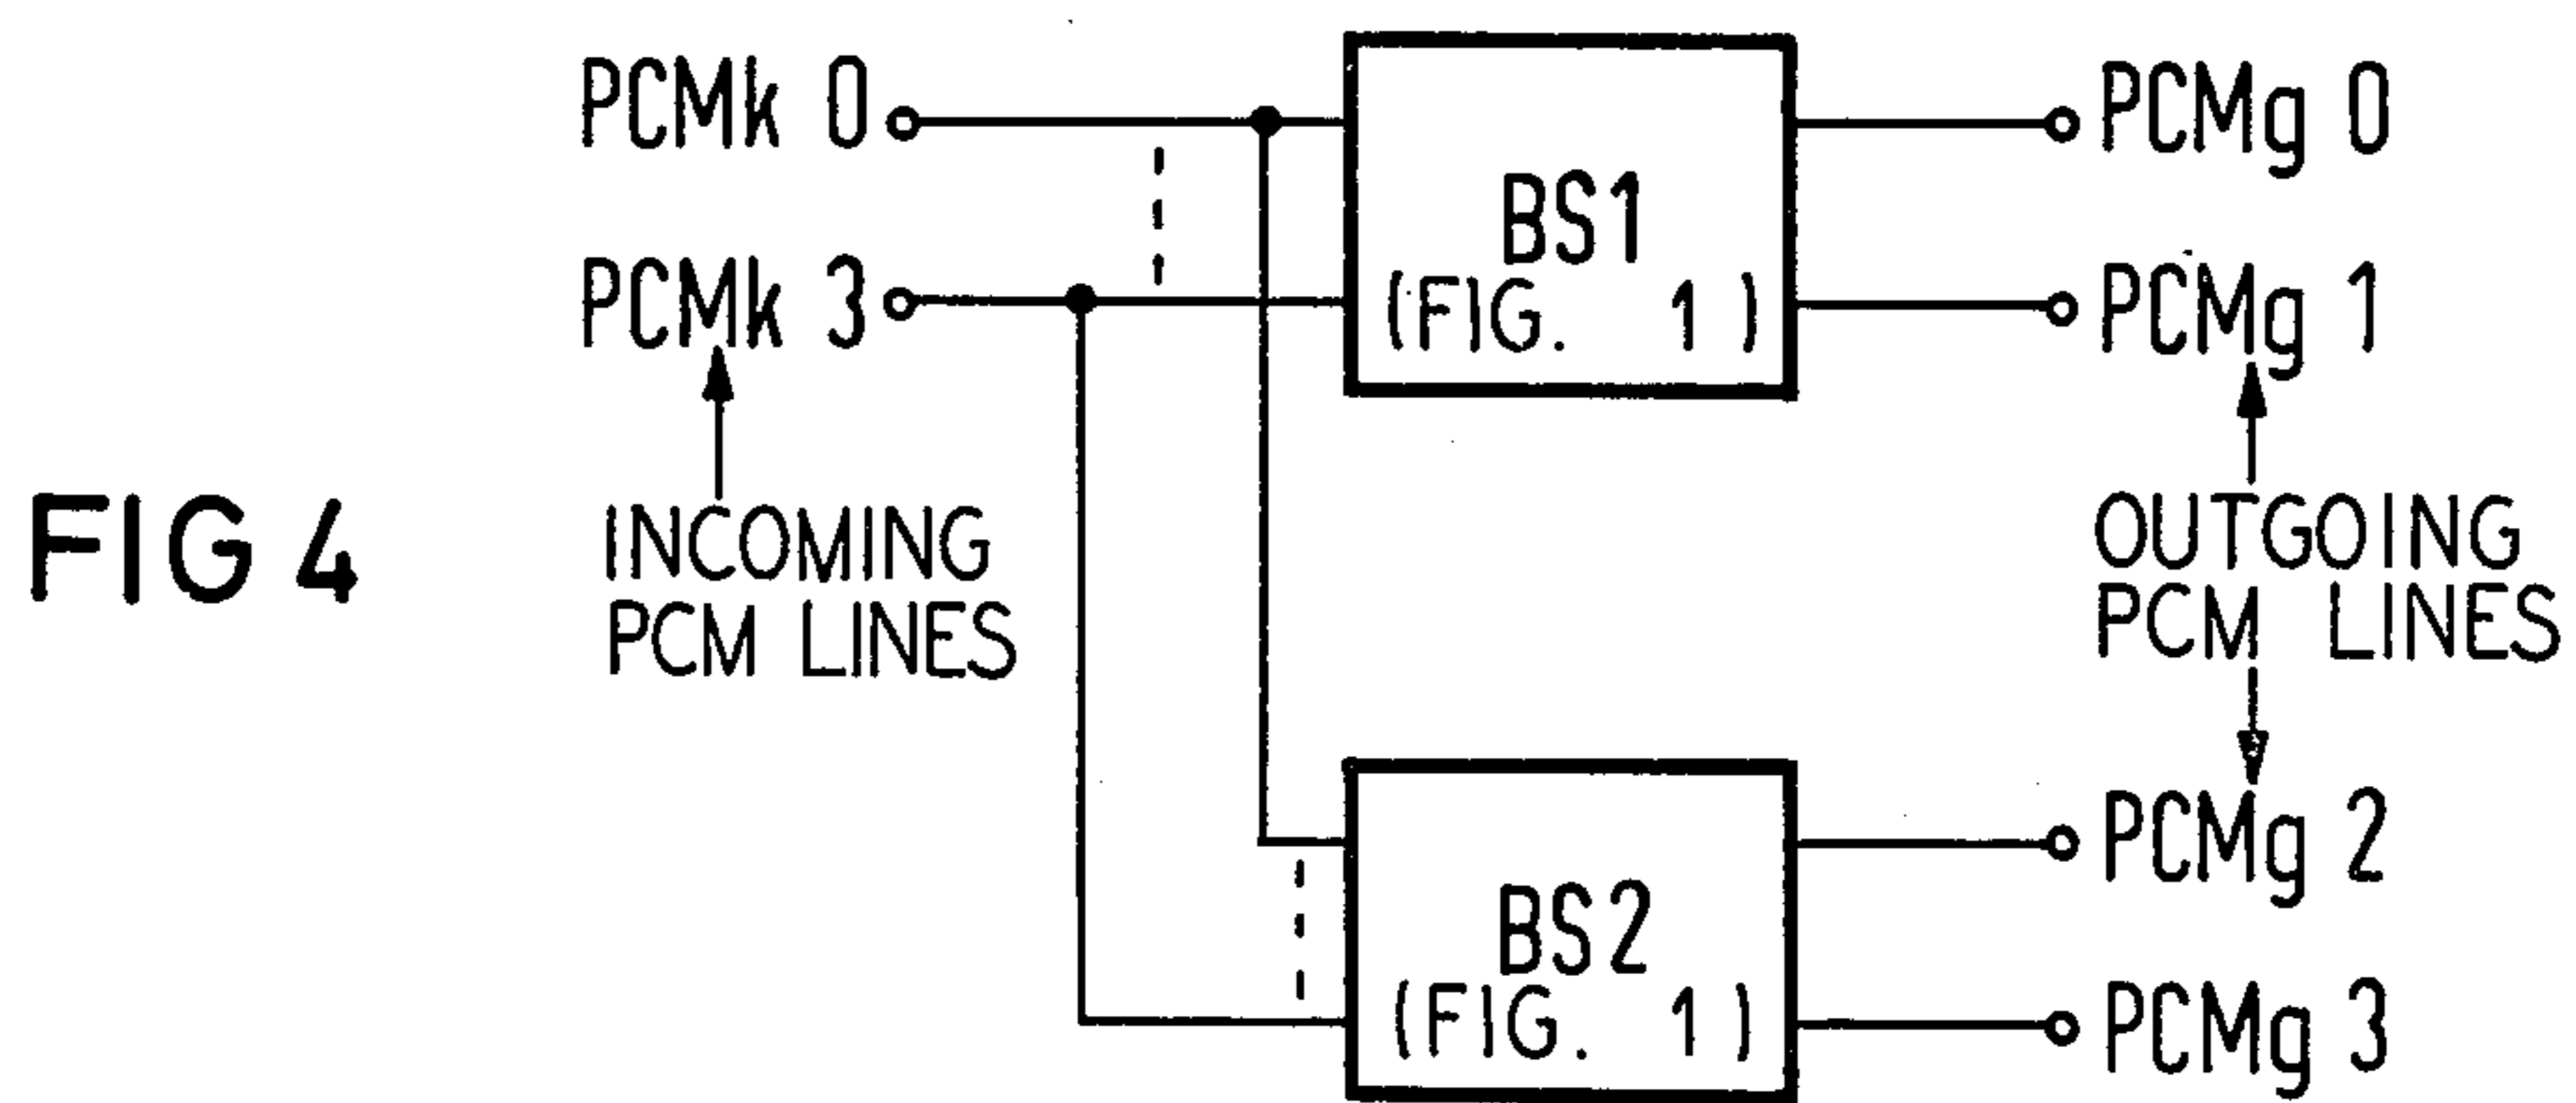 PCMk 0
PCMk 3
INCOMING
PCM LINES
FIG 4
BS1
(FIG. 1)
BS2
(FIG. 1)
PCMg 0
PCMg 1
OUTGOING
PCM LINES
PCMg 2
PCMg 3